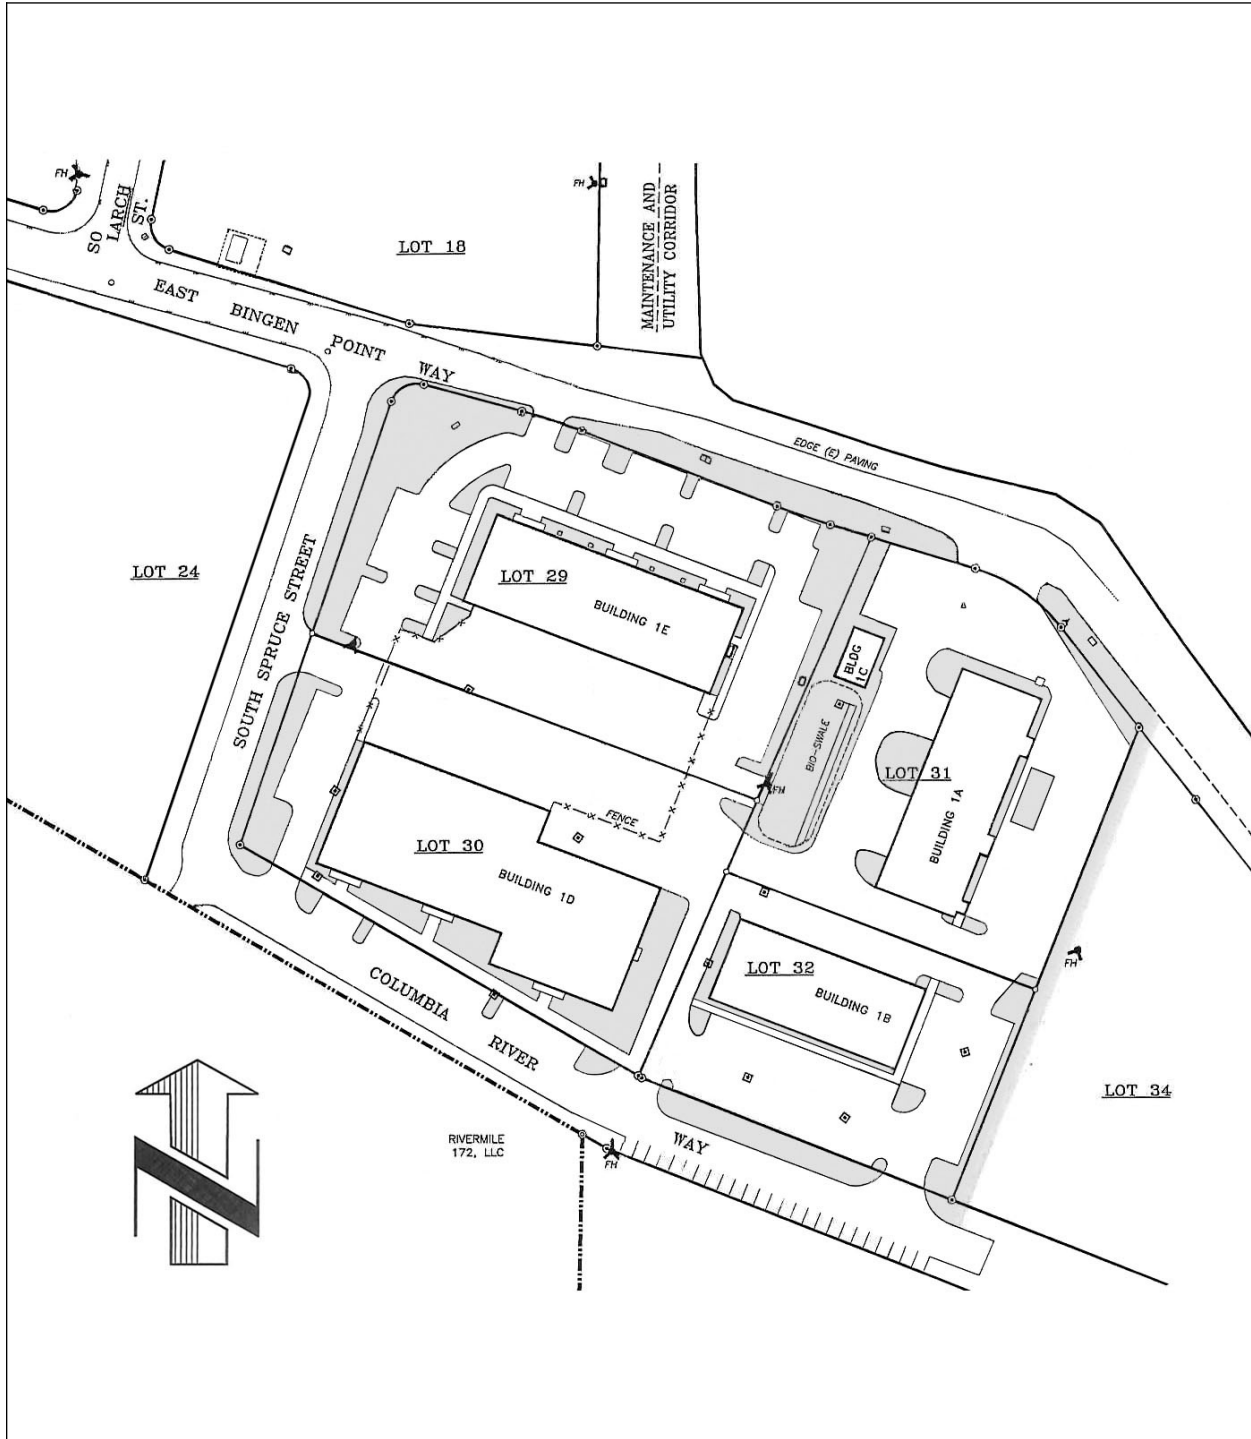 FH
SO LARCH
ST.
LOT 18
FH
MAINTENANCE AND
UTILITY CORRIDOR
EAST BINGEN POINT WAY
EDGE (E) PAVING
LOT 24
SOUTH SPRUCE STREET
LOT 29
BUILDING 1E
BLDG
1C
BIO-SWALE
FH
LOT 31
BUILDING 1A
FENCE
LOT 30
BUILDING 1D
LOT 32
BUILDING 1B
FH
COLUMBIA RIVER WAY
LOT 34
RIVERMILE
172, LLC
FH
N